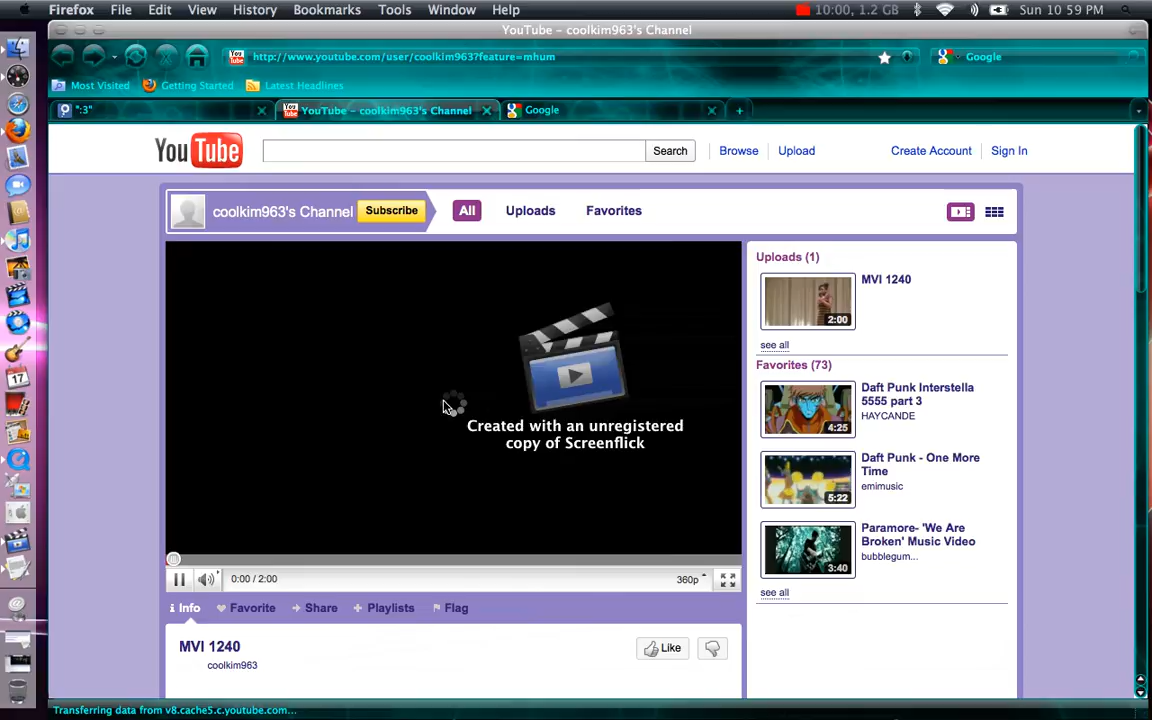 Firefox File Edit View History Bookmarks Tools Window Help 10:00, 1.2 GB Sun 10 59 PM
YouTube - coolkim963's Channel
You Tube http://www.youtube.com/user/coolkim963?feature=mhum Google
Most Visited Getting Started Latest Headlines
":3" YouTube - coolkim963's Channel Google
YouTube Search Browse Upload Create Account Sign In
coolkim963's Channel Subscribe All Uploads Favorites
Uploads (1)
MVI 1240
2:00
see all
Favorites (73)
Daft Punk Interstella
5555 part 3
HAYCANDE
4:25
Daft Punk - One More
Time
emimusic
5:22
Paramore- 'We Are
Broken' Music Video
bubblegum...
3:40
see all
Created with an unregistered
copy of Screenflick
0:00 / 2:00 360p
Info Favorite Share Playlists Flag
MVI 1240 Like
coolkim963
17
Transferring data from v8.cache5.c.youtube.com...